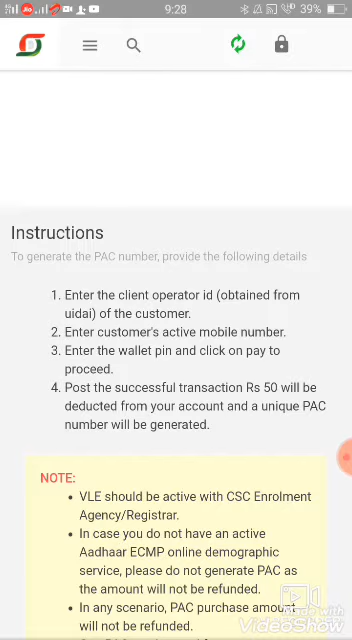 Jio 9:28 39%
Instructions
To generate the PAC number, provide the following details
1. Enter the client operator id (obtained from
uidai) of the customer.
2. Enter customer's active mobile number.
3. Enter the wallet pin and click on pay to
proceed.
4. Post the successful transaction Rs 50 will be
deducted from your account and a unique PAC
number will be generated.
NOTE:
• VLE should be active with CSC Enrolment
Agency/Registrar.
• In case you do not have an active
Aadhaar ECMP online demographic
service, please do not generate PAC as
the amount will not be refunded.
• In any scenario, PAC purchase amount
will not be refunded.
Made with
VideoShow